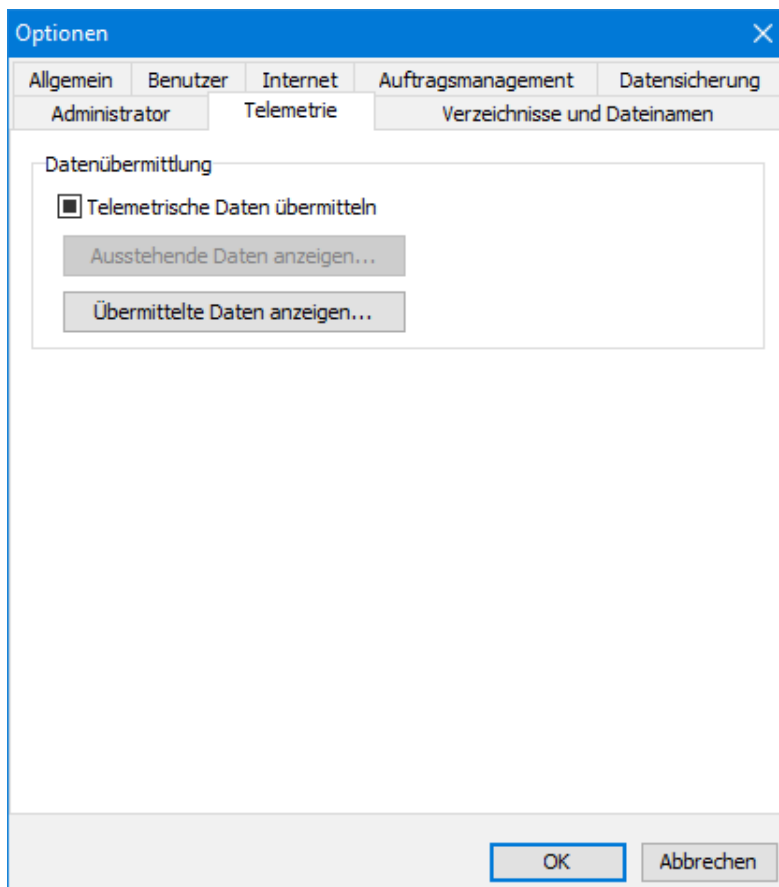 Optionen
Allgemein Benutzer Internet Auftragsmanagement Datensicherung
Administrator Telemetrie Verzeichnisse und Dateinamen
Datenübermittlung
Telemetrische Daten übermitteln
Ausstehende Daten anzeigen...
Übermittelte Daten anzeigen...
OK Abbrechen